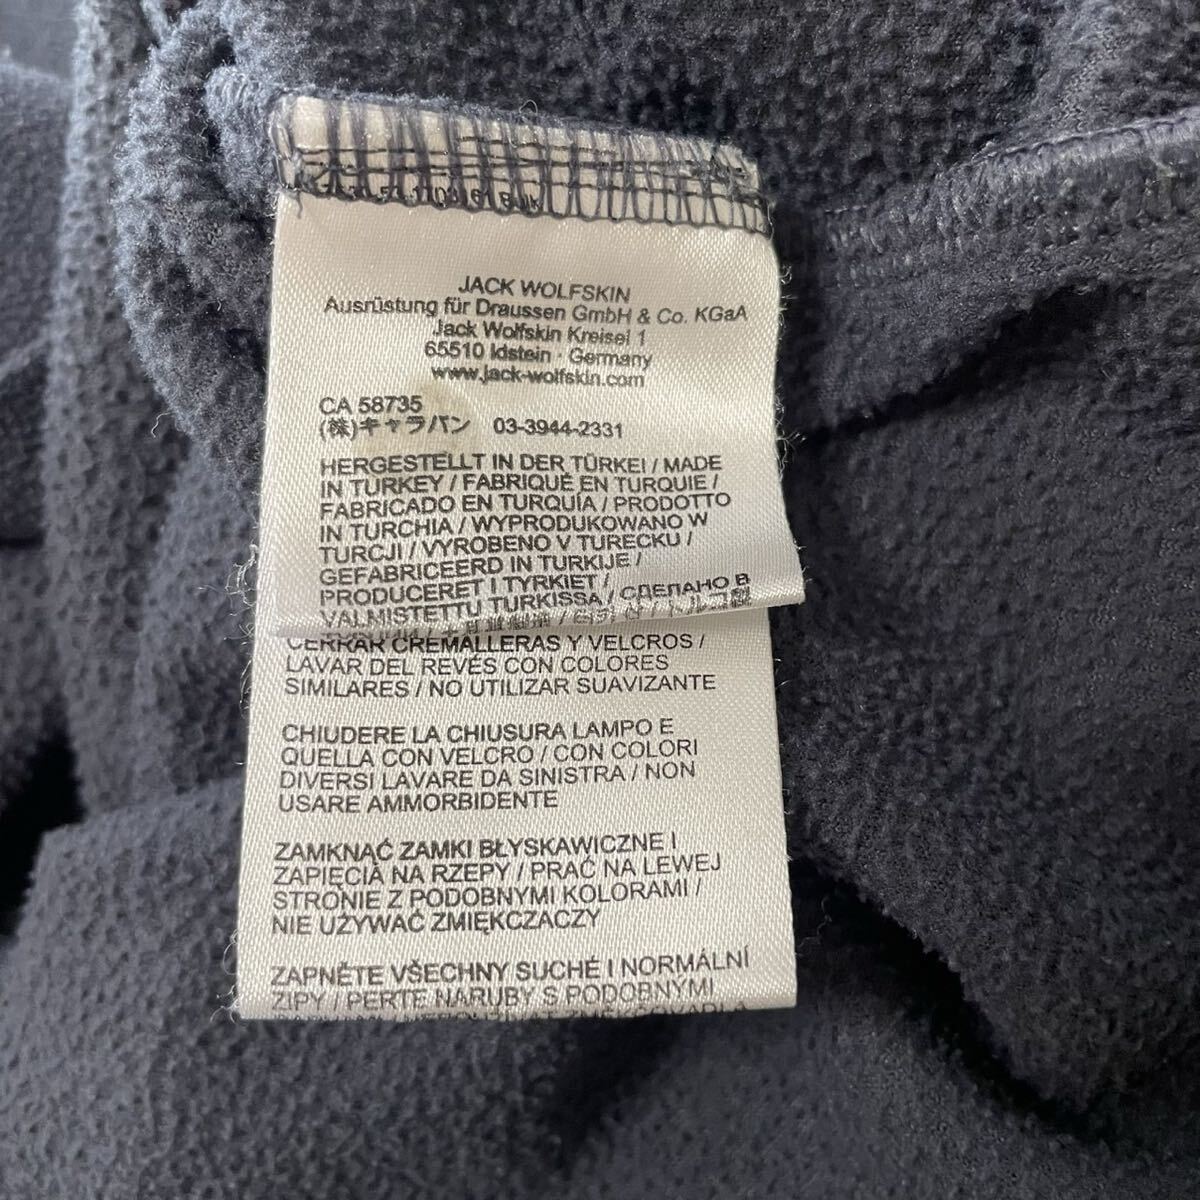 JACK WOLFSKIN
Ausrüstung für Draussen GmbH & Co. KGaA
Jack Wolfskin Kreisel 1
65510 Idstein · Germany
www.jack-wolfskin.com
CA 58735
(株)キャラバン 03-3944-2331
HERGESTELLT IN DER TÜRKEI / MADE
IN TURKEY / FABRIQUÉ EN TURQUIE /
FABRICADO EN TURQUÍA / PRODOTTO
IN TURCHIA / WYPRODUKOWANO W
TURCJI / VYROBENO V TURECKU /
GEFABRICEERD IN TURKIJE /
PRODUCERET I TYRKIET /
VALMISTETTU TURKISSA / СДЕЛАНО В
CERRAR CREMALLERAS Y VELCROS /
LAVAR DEL REVÉS CON COLORES
SIMILARES / NO UTILIZAR SUAVIZANTE
CHIUDERE LA CHIUSURA LAMPO E
QUELLA CON VELCRO / CON COLORI
DIVERSI LAVARE DA SINISTRA / NON
USARE AMMORBIDENTE
ZAMKNĄĆ ZAMKI BŁYSKAWICZNE I
ZAPIECIA NA RZEPY / PRAĆ NA LEWEJ
STRONIE Z PODOBNYMI KOLORAMI /
NIE UŻYWAĆ ZMIĘKCZACZY
ZAPNĚTE VŠECHNY SUCHÉ I NORMÁLNÍ
ZIPY / PERTE NARUBY S PODOBNYMI